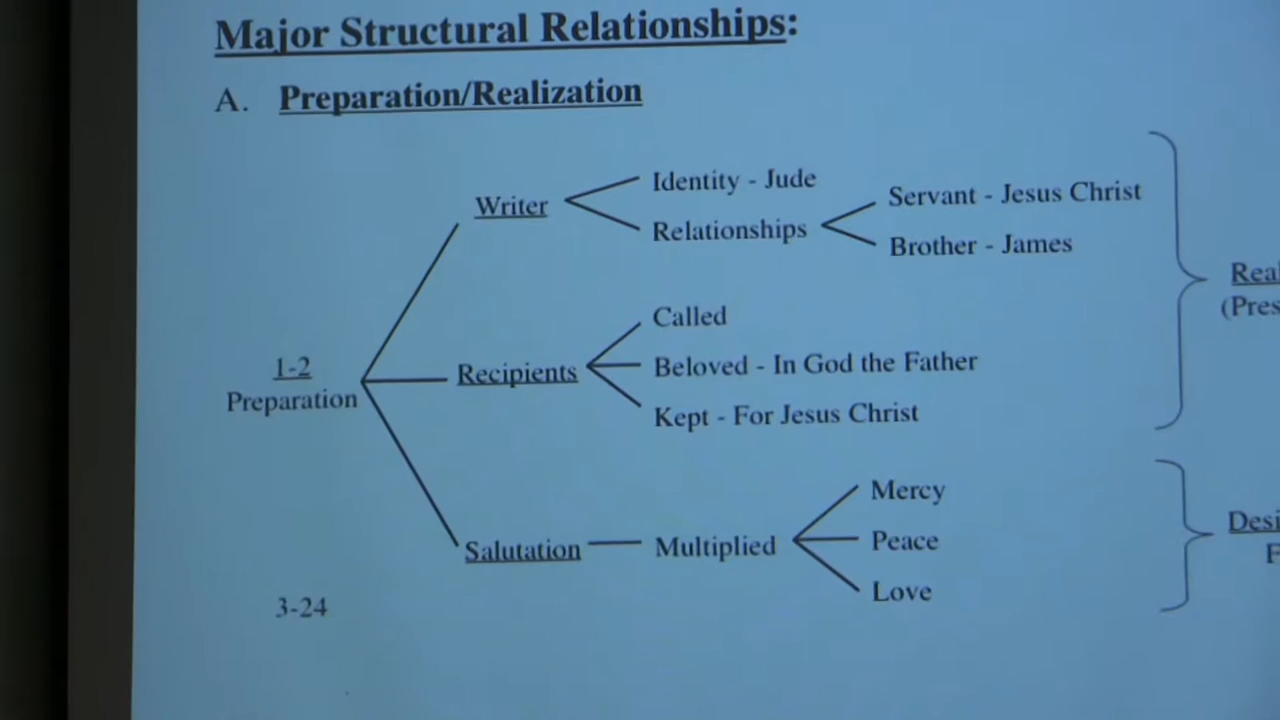 Major Structural Relationships:
A. Preparation/Realization
Writer
Identity - Jude
Relationships
Servant - Jesus Christ
Brother - James
1-2
Preparation
Recipients
Called
Beloved - In God the Father
Kept - For Jesus Christ
Salutation
Multiplied
Mercy
Peace
Love
3-24